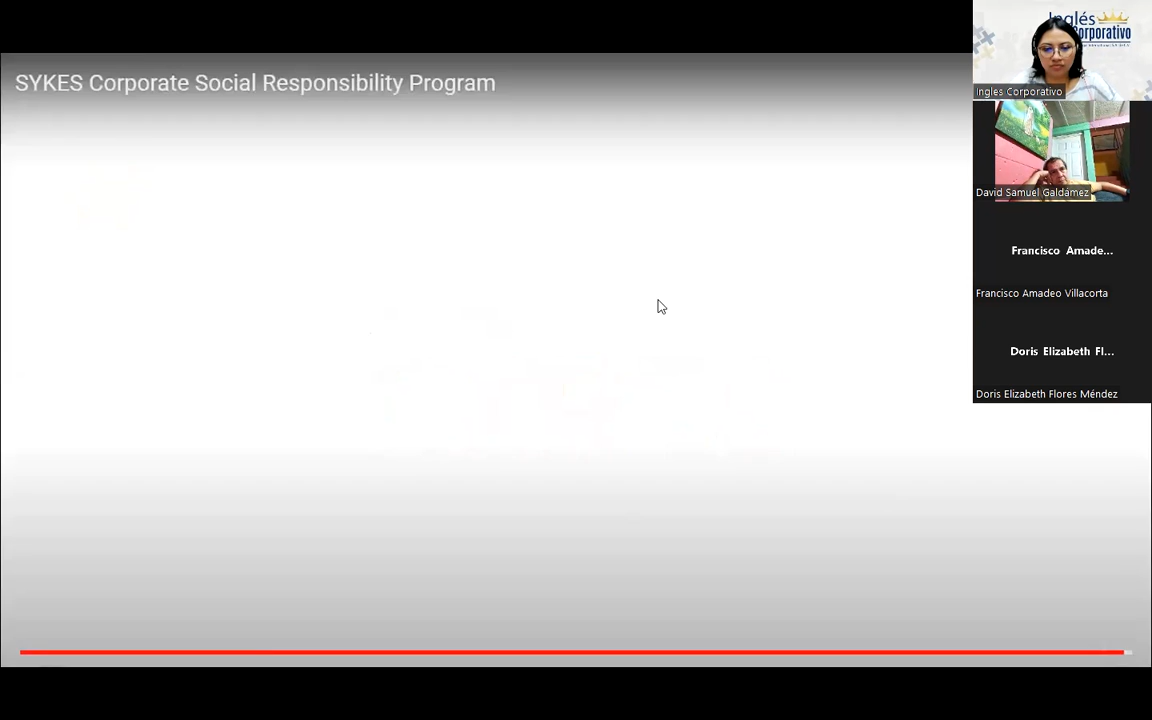 SYKES Corporate Social Responsibility Program
Inglés
Corporativo
Ingles Corporativo
David Samuel Galdámez
Francisco Amade...
Francisco Amadeo Villacorta
Doris Elizabeth Fl...
Doris Elizabeth Flores Méndez